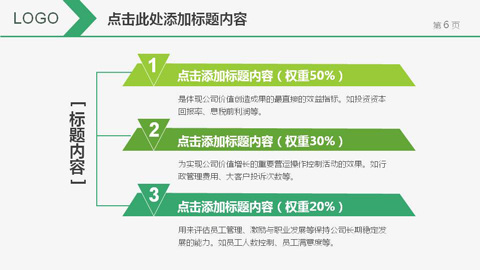 LOGO
点击此处添加标题内容
第 6 页
1
点击添加标题内容（权重50%）
是体现公司价值创造成果的最直接的效益指标。如投资资本
回报率、息税前利润等。
[标题内容]
2
点击添加标题内容（权重30%）
为实现公司价值增长的重要营运操作控制活动的效果。如行
政管理费用、大客户投诉次数等。
3
点击添加标题内容（权重20%）
用来评估员工管理、激励与职业发展等保持公司长期稳定发
展的能力。如员工人数控制、员工满意度等。